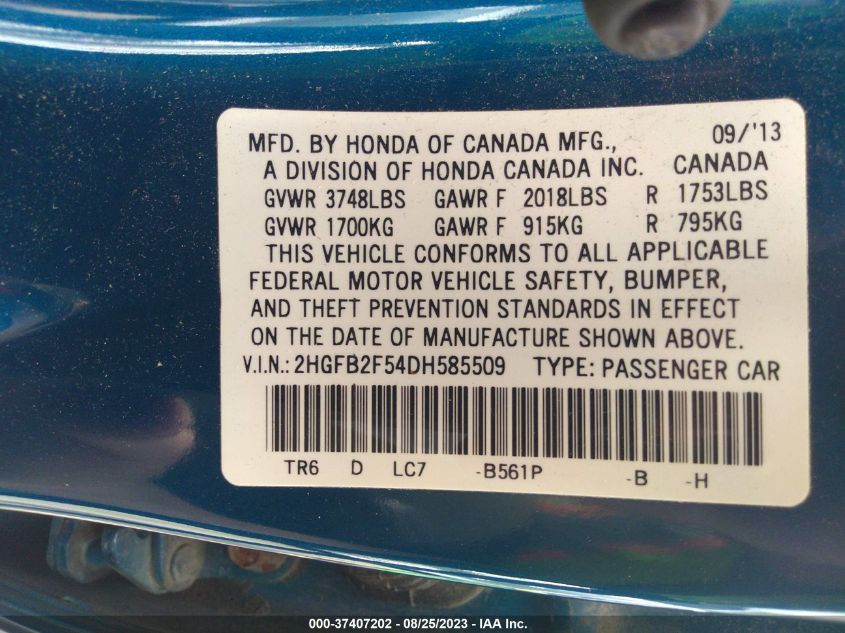 MFD. BY HONDA OF CANADA MFG., 09/'13
A DIVISION OF HONDA CANADA INC. CANADA
GVWR 3748LBS GAWR F 2018LBS R 1753LBS
GVWR 1700KG GAWR F 915KG R 795KG
THIS VEHICLE CONFORMS TO ALL APPLICABLE
FEDERAL MOTOR VEHICLE SAFETY, BUMPER,
AND THEFT PREVENTION STANDARDS IN EFFECT
ON THE DATE OF MANUFACTURE SHOWN ABOVE.
V.I.N.: 2HGFB2F54DH585509 TYPE: PASSENGER CAR
TR6 D LC7 -B561P -B -H
000-37407202 - 08/25/2023 - IAA Inc.